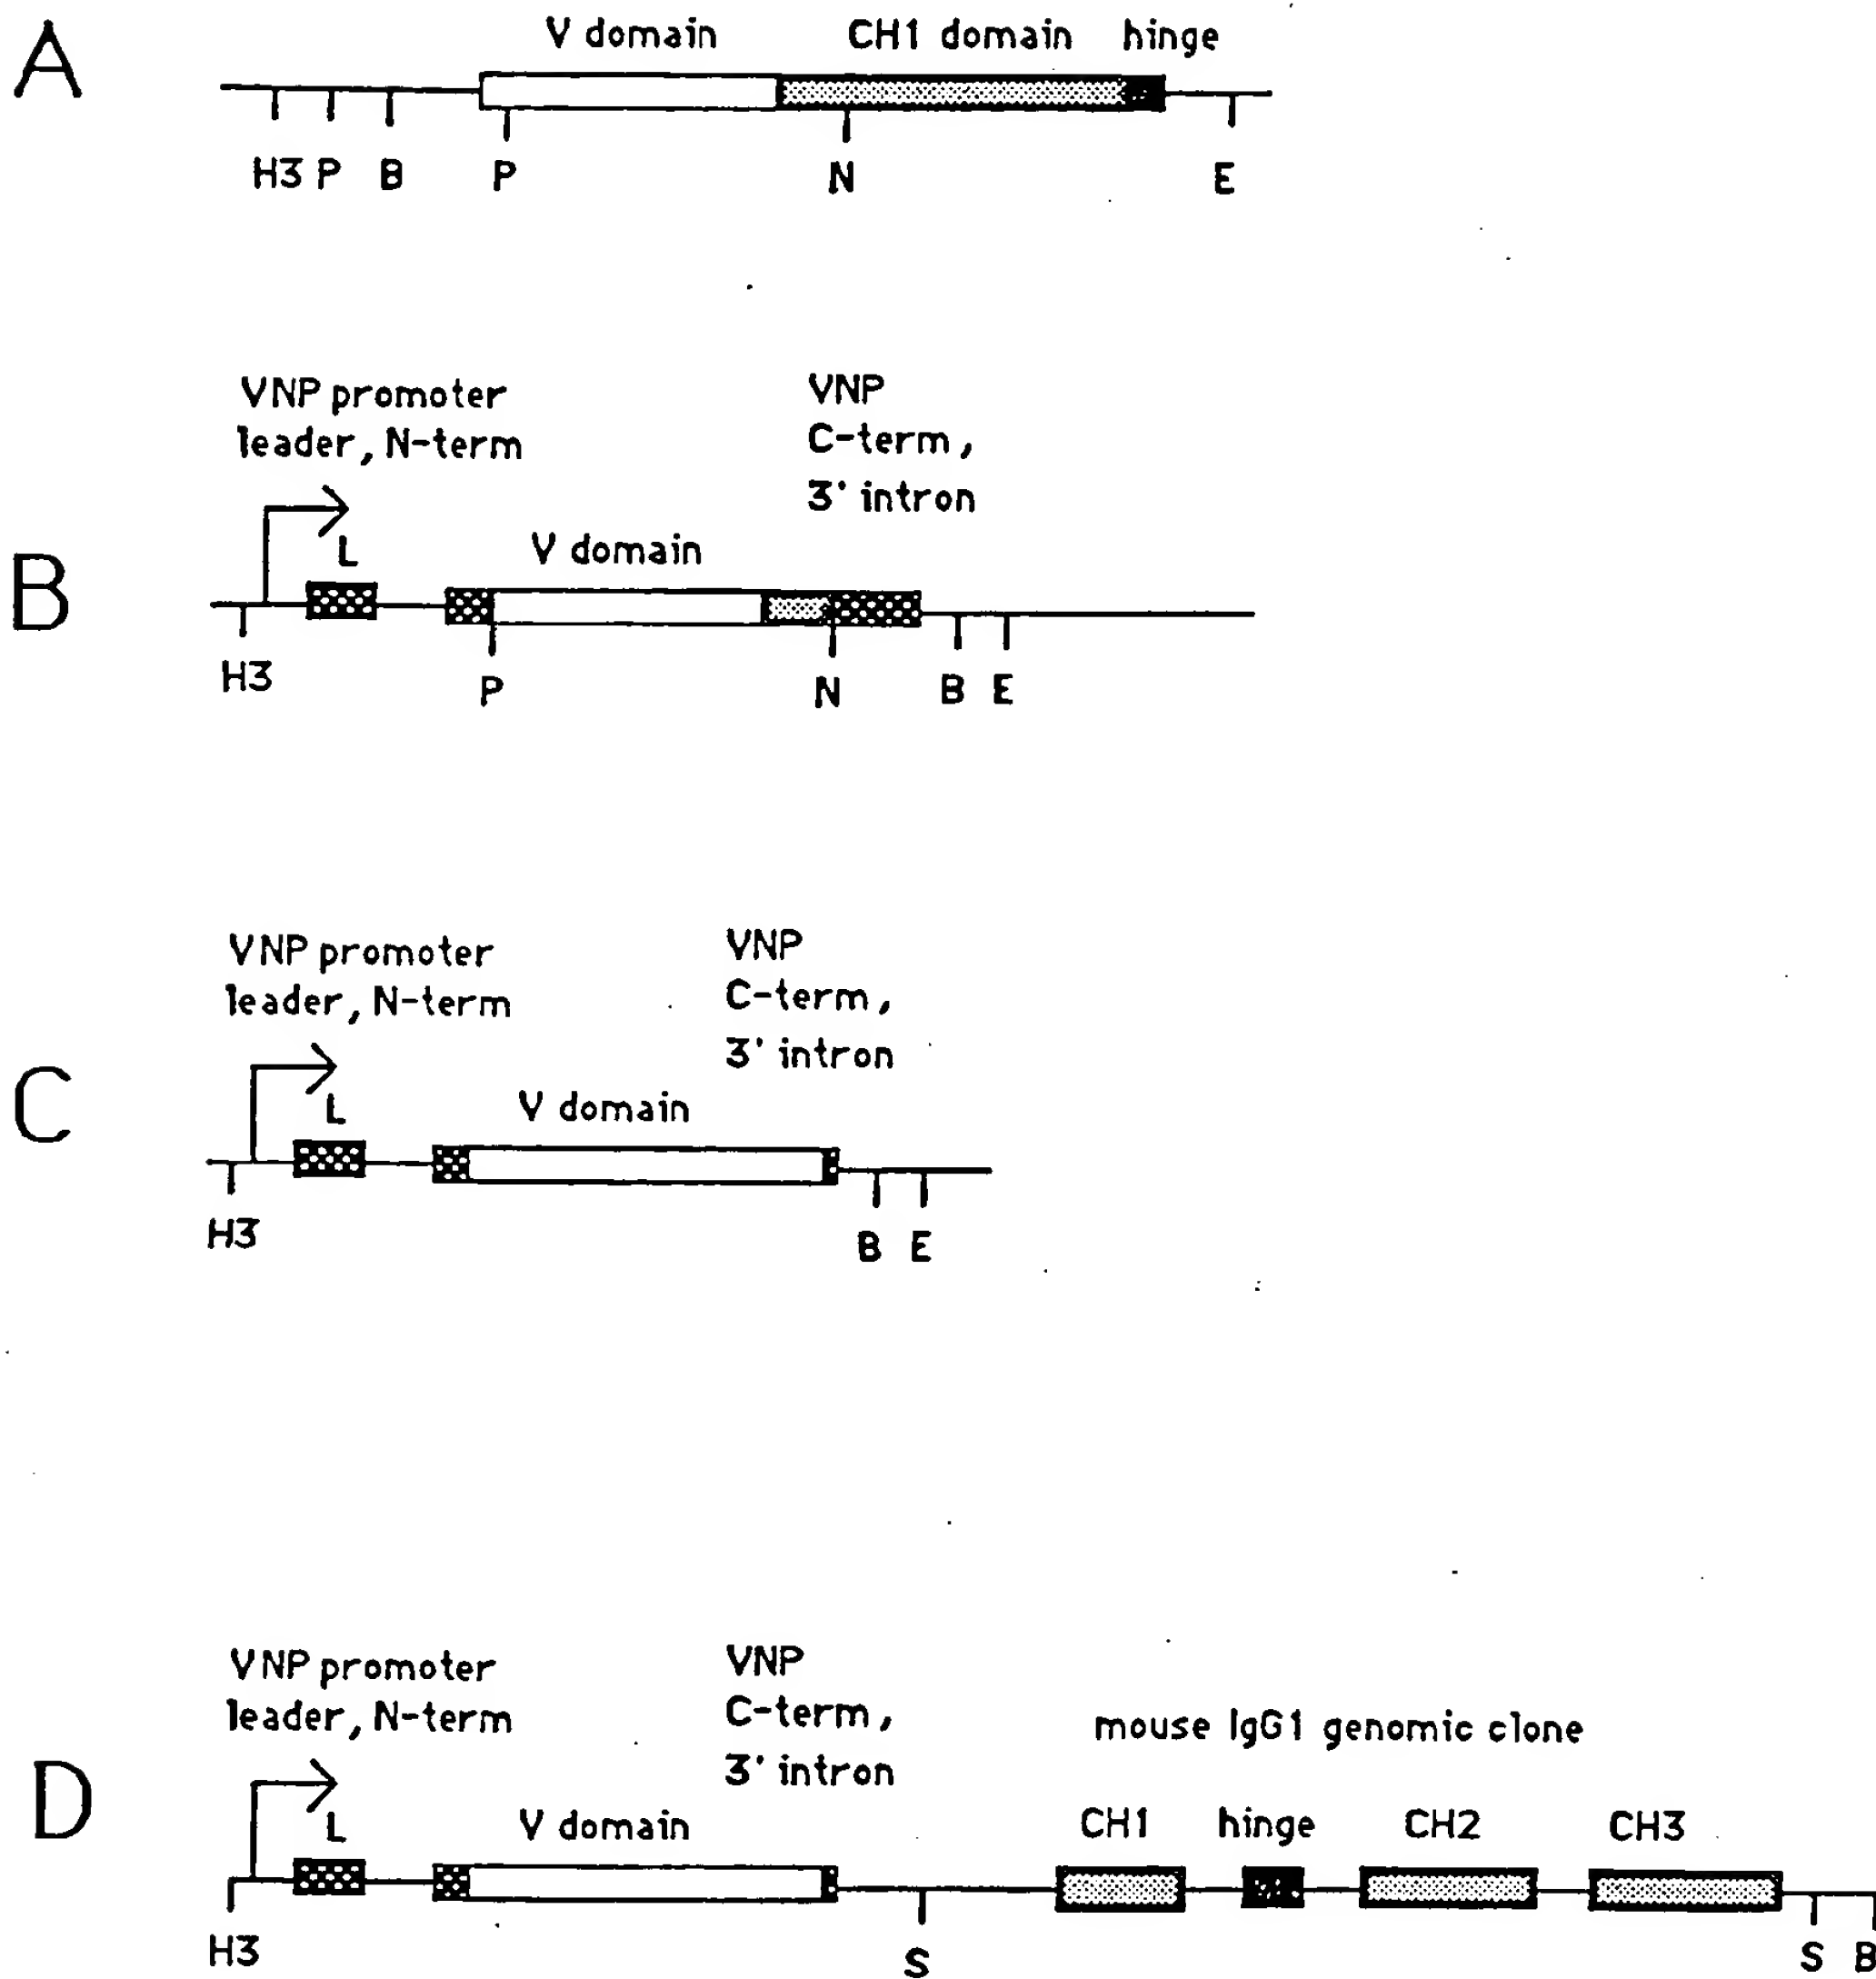 A
V domain CH1 domain hinge
H3 P B P N E
VNP promoter
leader, N-term
VNP
C-term,
3' intron
B
L
V domain
H3 P N B E
VNP promoter
leader, N-term
VNP
C-term,
3' intron
C
L
V domain
H3 B E
VNP promoter
leader, N-term
VNP
C-term,
3' intron
mouse IgG1 genomic clone
D
L
V domain CH1 hinge CH2 CH3
H3 S S B